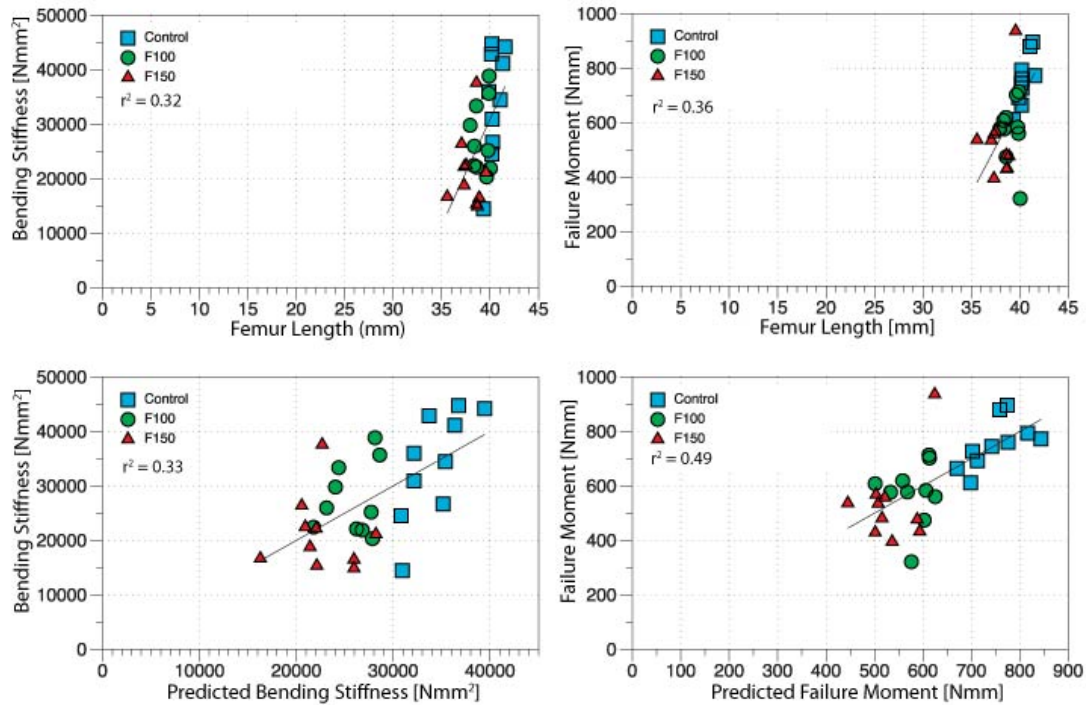 Bending Stiffness [Nmm²]
50000
40000
30000
20000
10000
0
Control
F100
F150
r² = 0.32
0 5 10 15 20 25 30 35 40 45
Femur Length (mm)
Failure Moment [Nmm]
1000
800
600
400
200
0
Control
F100
F150
r² = 0.36
0 5 10 15 20 25 30 35 40 45
Femur Length [mm]
Bending Stiffness [Nmm²]
50000
40000
30000
20000
10000
0
Control
F100
F150
r² = 0.33
0 10000 20000 30000 40000
Predicted Bending Stiffness [Nmm²]
Failure Moment [Nmm]
1000
800
600
400
200
0
Control
F100
F150
r² = 0.49
0 100 200 300 400 500 600 700 800 900
Predicted Failure Moment [Nmm]